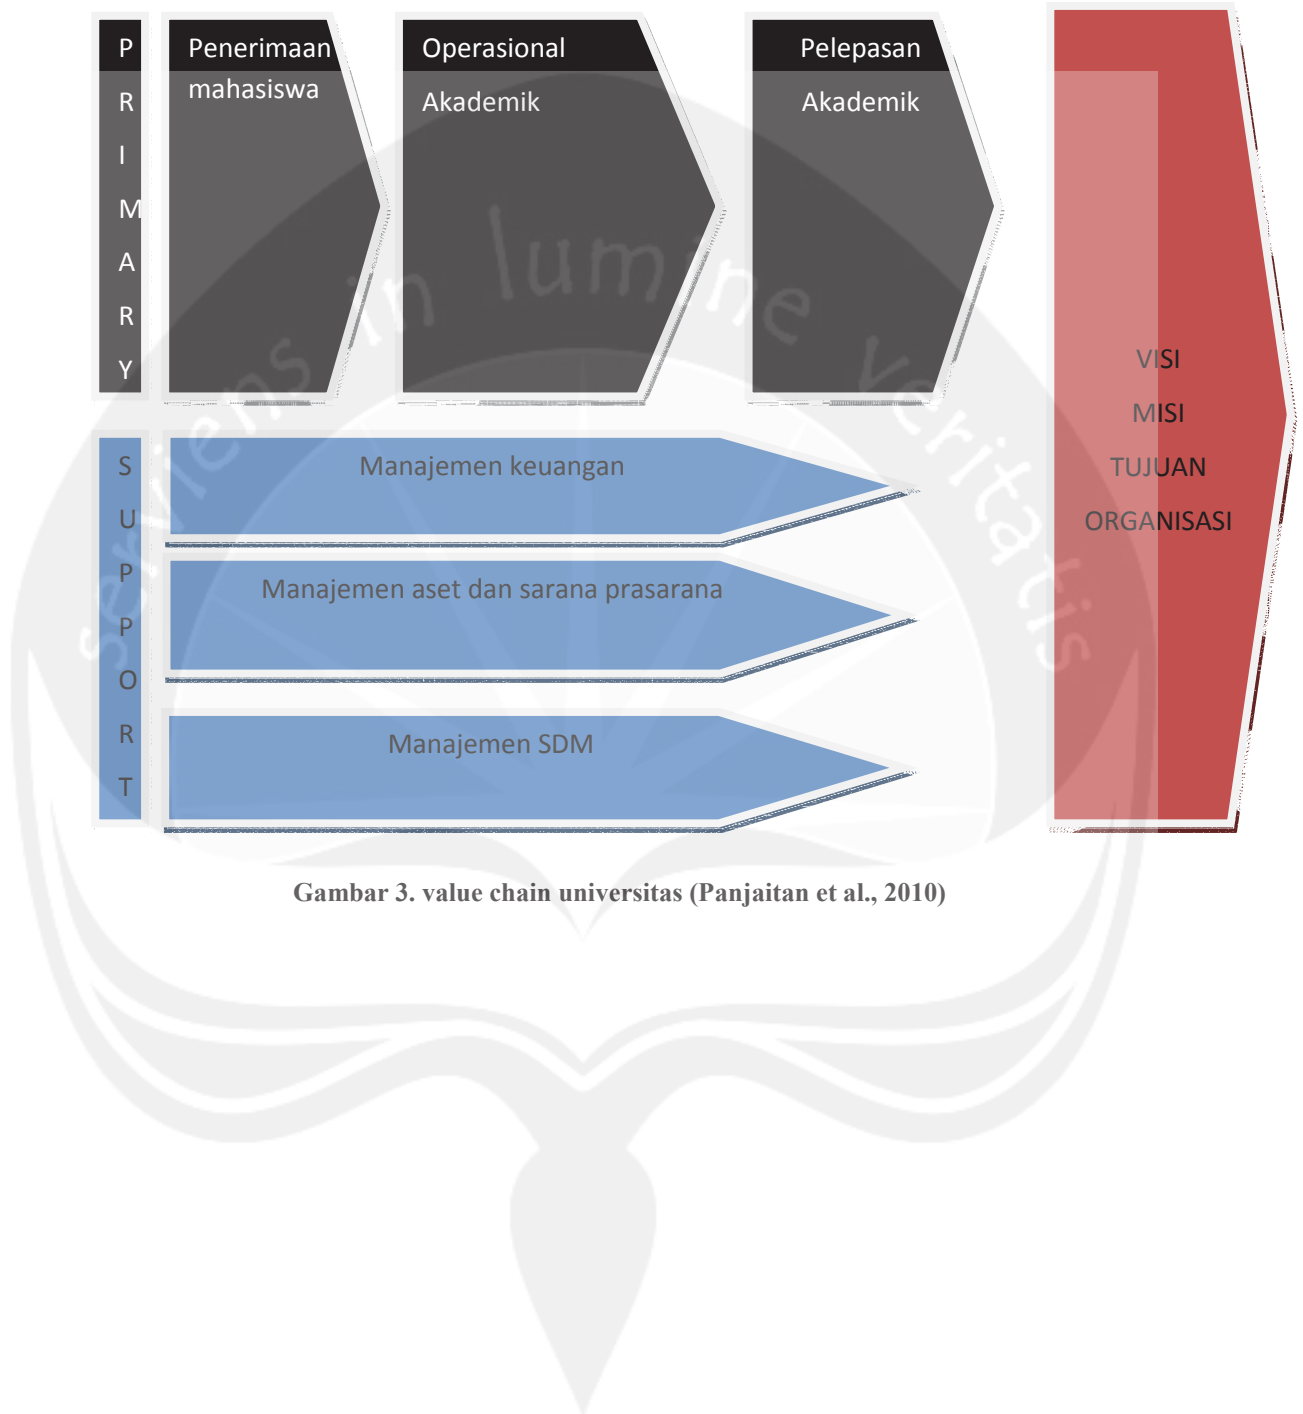 P
R
I
M
A
R
Y
Penerimaan
mahasiswa
Operasional
Akademik
Pelepasan
Akademik
S
U
P
P
O
R
T
Manajemen keuangan
Manajemen aset dan sarana prasarana
Manajemen SDM
VISI
MISI
TUJUAN
ORGANISASI
serviens in lumine veritatis
Gambar 3. value chain universitas (Panjaitan et al., 2010)